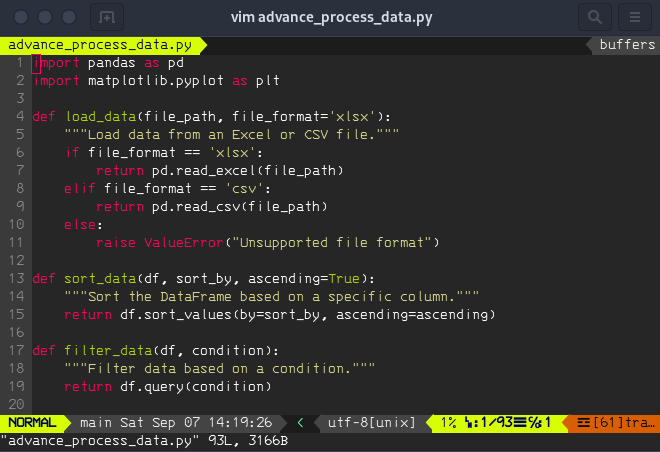 vim advance_process_data.py
advance_process_data.py buffers
1 import pandas as pd
2 import matplotlib.pyplot as plt
3
4 def load_data(file_path, file_format='xlsx'):
5     """Load data from an Excel or CSV file."""
6     if file_format == 'xlsx':
7         return pd.read_excel(file_path)
8     elif file_format == 'csv':
9         return pd.read_csv(file_path)
10     else:
11         raise ValueError("Unsupported file format")
12
13 def sort_data(df, sort_by, ascending=True):
14     """Sort the DataFrame based on a specific column."""
15     return df.sort_values(by=sort_by, ascending=ascending)
16
17 def filter_data(df, condition):
18     """Filter data based on a condition."""
19     return df.query(condition)
20
NORMAL main Sat Sep 07 14:19:26 < utf-8[unix] 1% ␊:1/93☰℅:1 ☲[61]tra…
"advance_process_data.py" 93L, 3166B